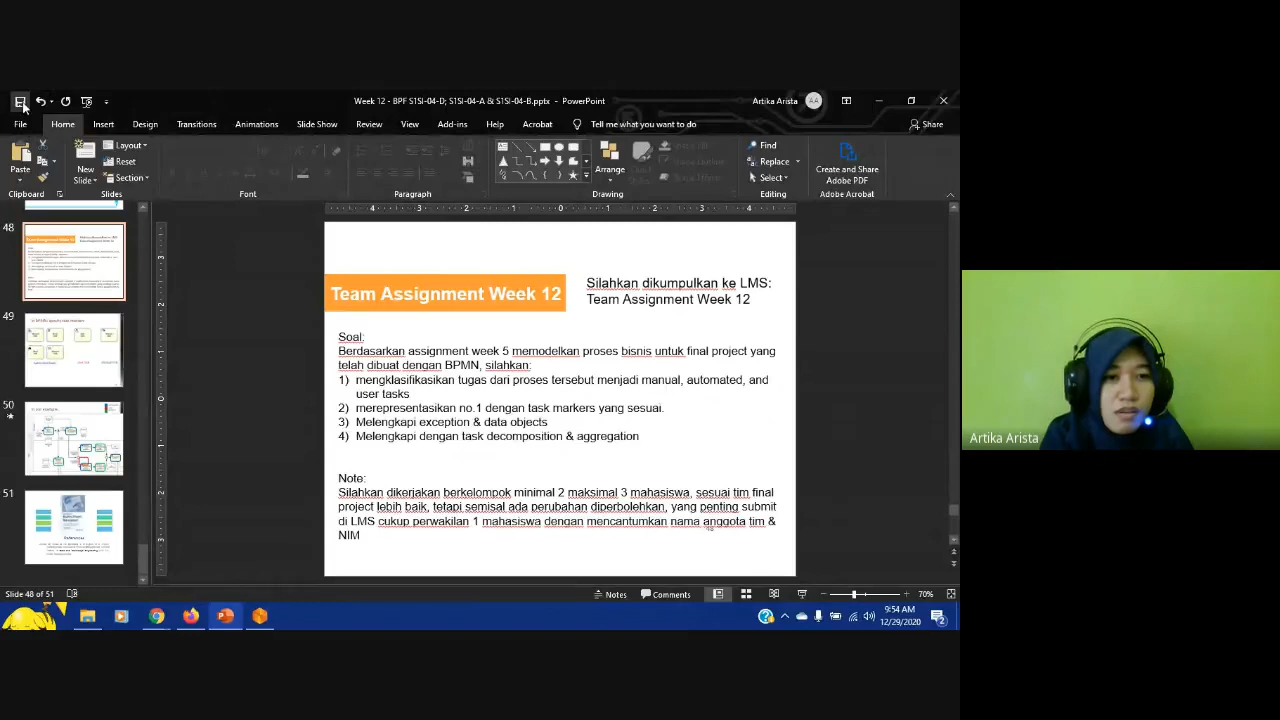 Week 12 - BPF S1SI-04-D; S1SI-04-A & S1SI-04-B.pptx - PowerPoint
Artika Arista
AA
File Home Insert Design Transitions Animations Slide Show Review View Add-ins Help Acrobat Tell me what you want to do Share
Paste
New
Slide
Layout
Reset
Section
Arrange
Find
Replace
Select
Create and Share
Adobe PDF
Clipboard Slides Font Paragraph Drawing Editing Adobe Acrobat
48
49
50
51
Team Assignment Week 12
Silahkan dikumpulkan ke LMS:
Team Assignment Week 12
Soal:
Berdasarkan assignment week 5 memodelkan proses bisnis untuk final project yang
telah dibuat dengan BPMN, silahkan:
1) mengklasifikasikan tugas dari proses tersebut menjadi manual, automated, and
user tasks
2) merepresentasikan no.1 dengan task markers yang sesuai.
3) Melengkapi exception & data objects
4) Melengkapi dengan task decomposition & aggregation
Note:
Silahkan dikerjakan berkelompok minimal 2 maksimal 3 mahasiswa, sesuai tim final
project lebih baik, tetapi semisal ada perubahan diperbolehkan, yang penting submit
di LMS cukup perwakilan 1 mahasiswa dengan mencantumkan nama anggota tim &
NIM
Artika Arista
Slide 48 of 51
Notes
Comments
70%
9:54 AM
12/29/2020